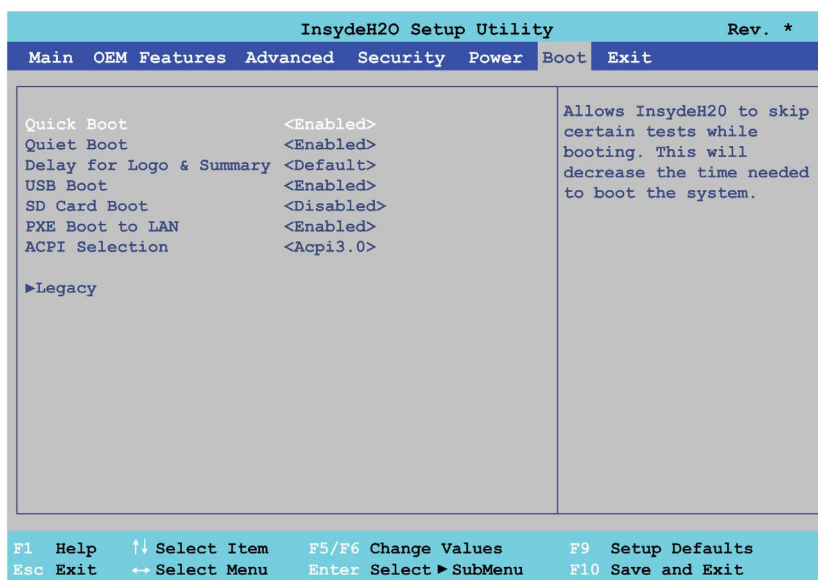 InsydeH2O Setup Utility Rev. *
Main OEM Features Advanced Security Power Boot Exit
Quick Boot <Enabled>
Quiet Boot <Enabled>
Delay for Logo & Summary <Default>
USB Boot <Enabled>
SD Card Boot <Disabled>
PXE Boot to LAN <Enabled>
ACPI Selection <Acpi3.0>
►Legacy
Allows InsydeH20 to skip
certain tests while
booting. This will
decrease the time needed
to boot the system.
F1 Help ↑↓ Select Item F5/F6 Change Values F9 Setup Defaults
Esc Exit ↔ Select Menu Enter Select ► SubMenu F10 Save and Exit